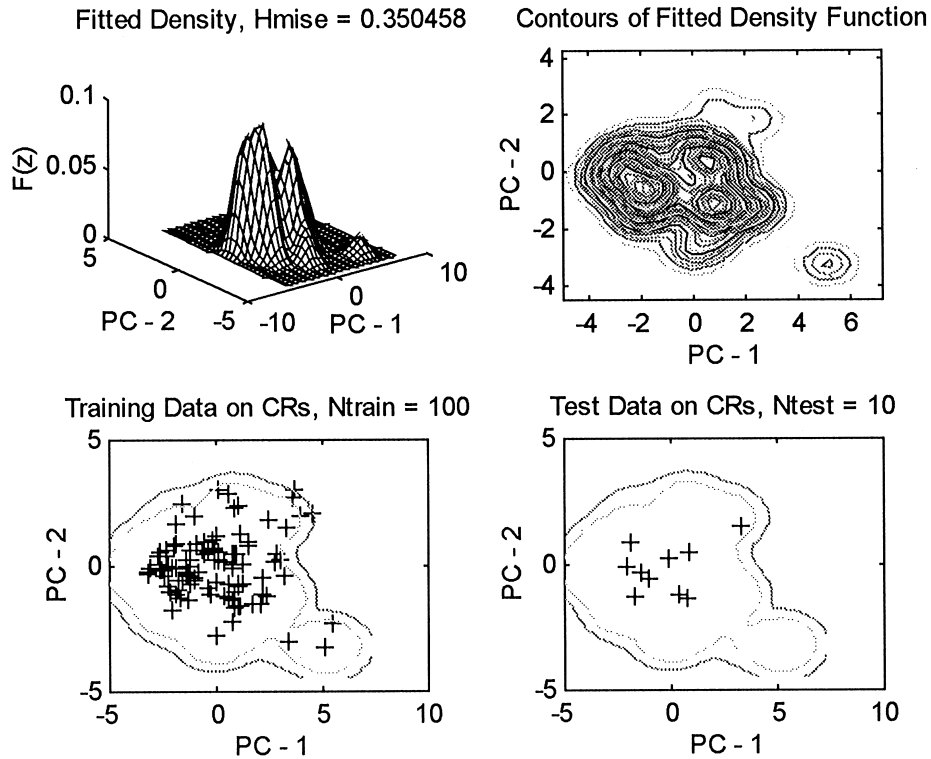 Fitted Density, Hmise = 0.350458
0.1
0.05
0
F(z)
5
0
-5
PC - 2
-10
0
10
PC - 1
Contours of Fitted Density Function
4
2
0
-2
-4
PC - 2
-4 -2 0 2 4 6
PC - 1
Training Data on CRs, Ntrain = 100
5
0
-5
PC - 2
-5 0 5 10
PC - 1
Test Data on CRs, Ntest = 10
5
0
-5
PC - 2
-5 0 5 10
PC - 1